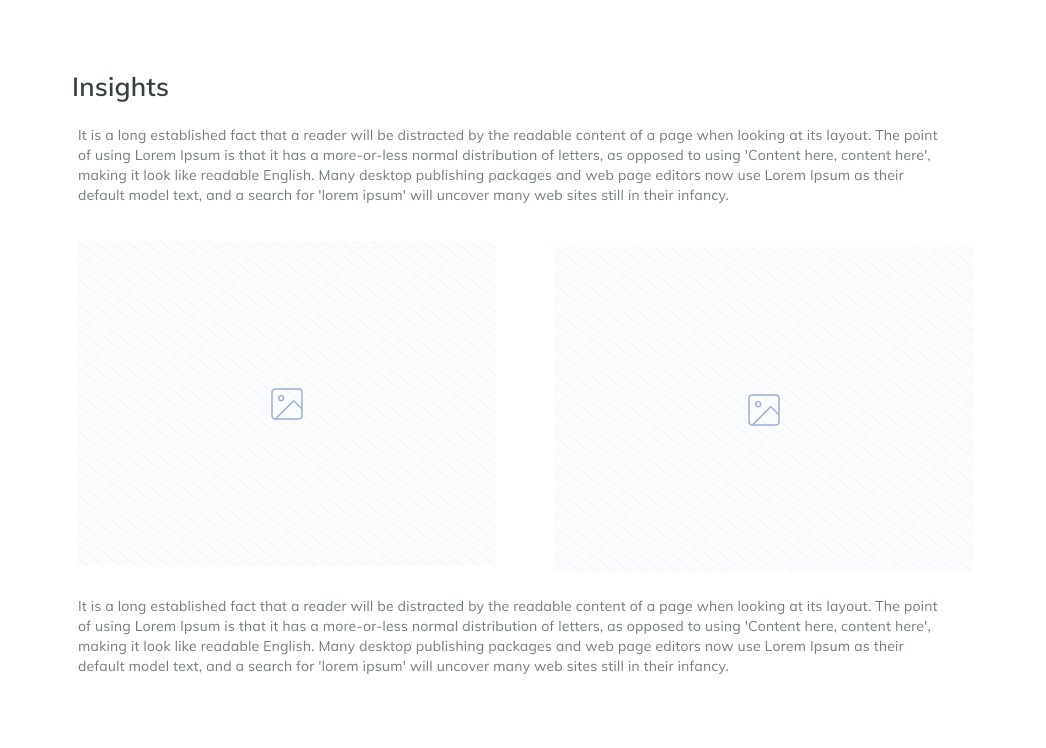 Insights
It is a long established fact that a reader will be distracted by the readable content of a page when looking at its layout. The point
of using Lorem Ipsum is that it has a more-or-less normal distribution of letters, as opposed to using 'Content here, content here',
making it look like readable English. Many desktop publishing packages and web page editors now use Lorem Ipsum as their
default model text, and a search for 'lorem ipsum' will uncover many web sites still in their infancy.
It is a long established fact that a reader will be distracted by the readable content of a page when looking at its layout. The point
of using Lorem Ipsum is that it has a more-or-less normal distribution of letters, as opposed to using 'Content here, content here',
making it look like readable English. Many desktop publishing packages and web page editors now use Lorem Ipsum as their
default model text, and a search for 'lorem ipsum' will uncover many web sites still in their infancy.